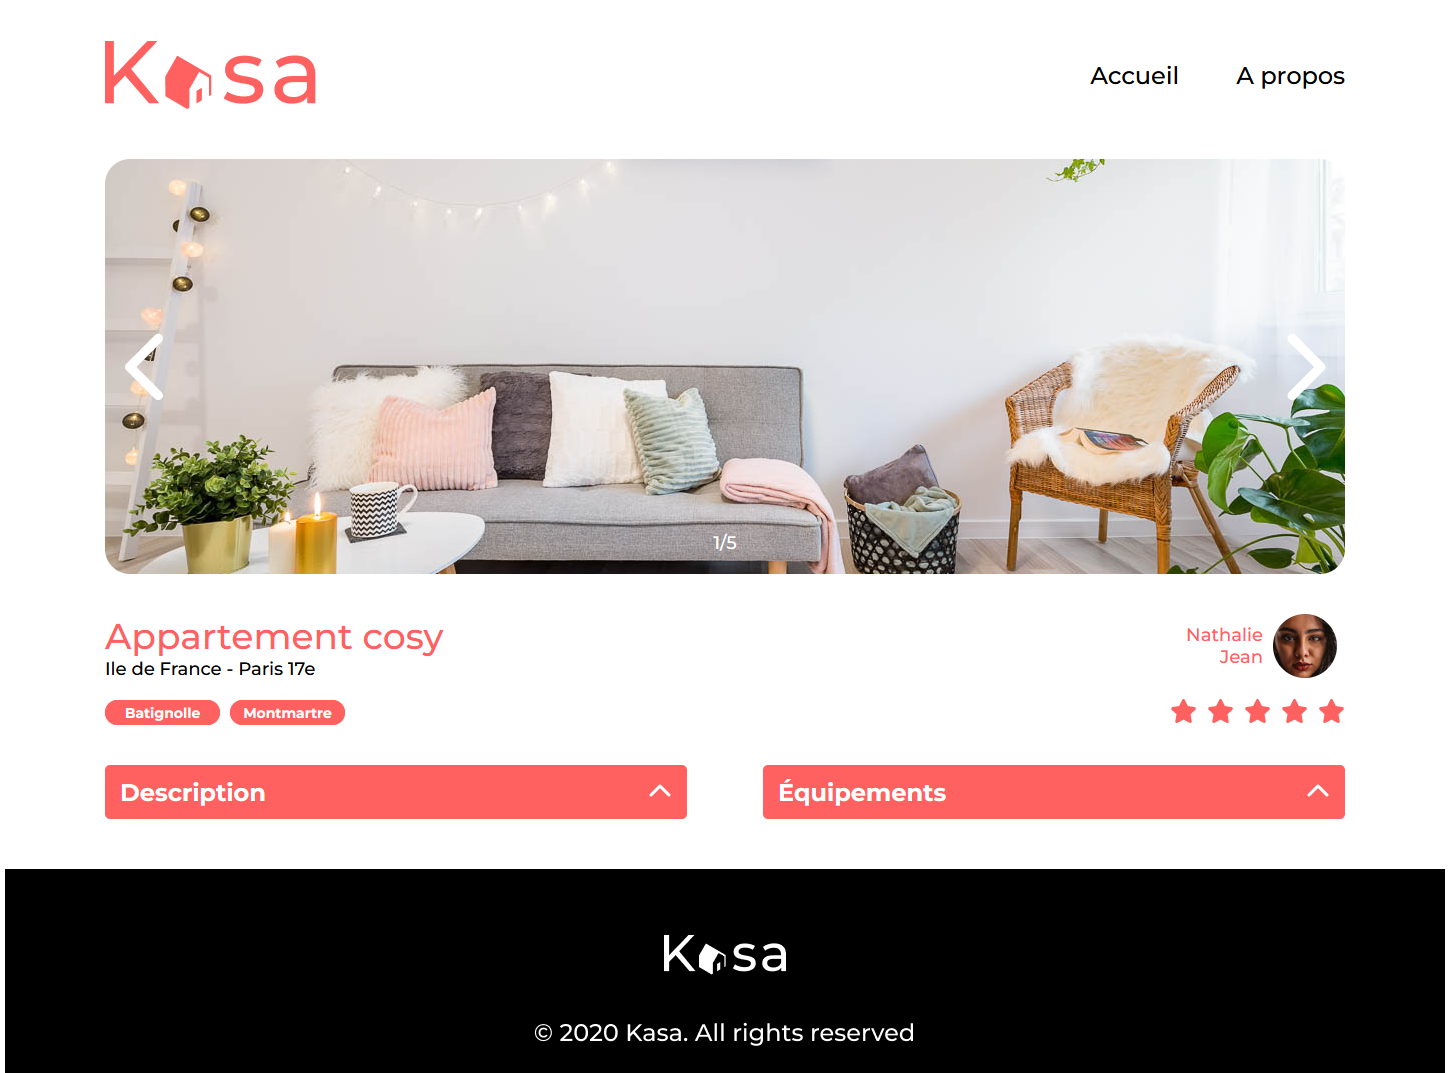 Kasa
Accueil
A propos
1/5
Appartement cosy
Ile de France - Paris 17e
Nathalie
Jean
Batignolle
Montmartre
Description
Équipements
Kasa
© 2020 Kasa. All rights reserved